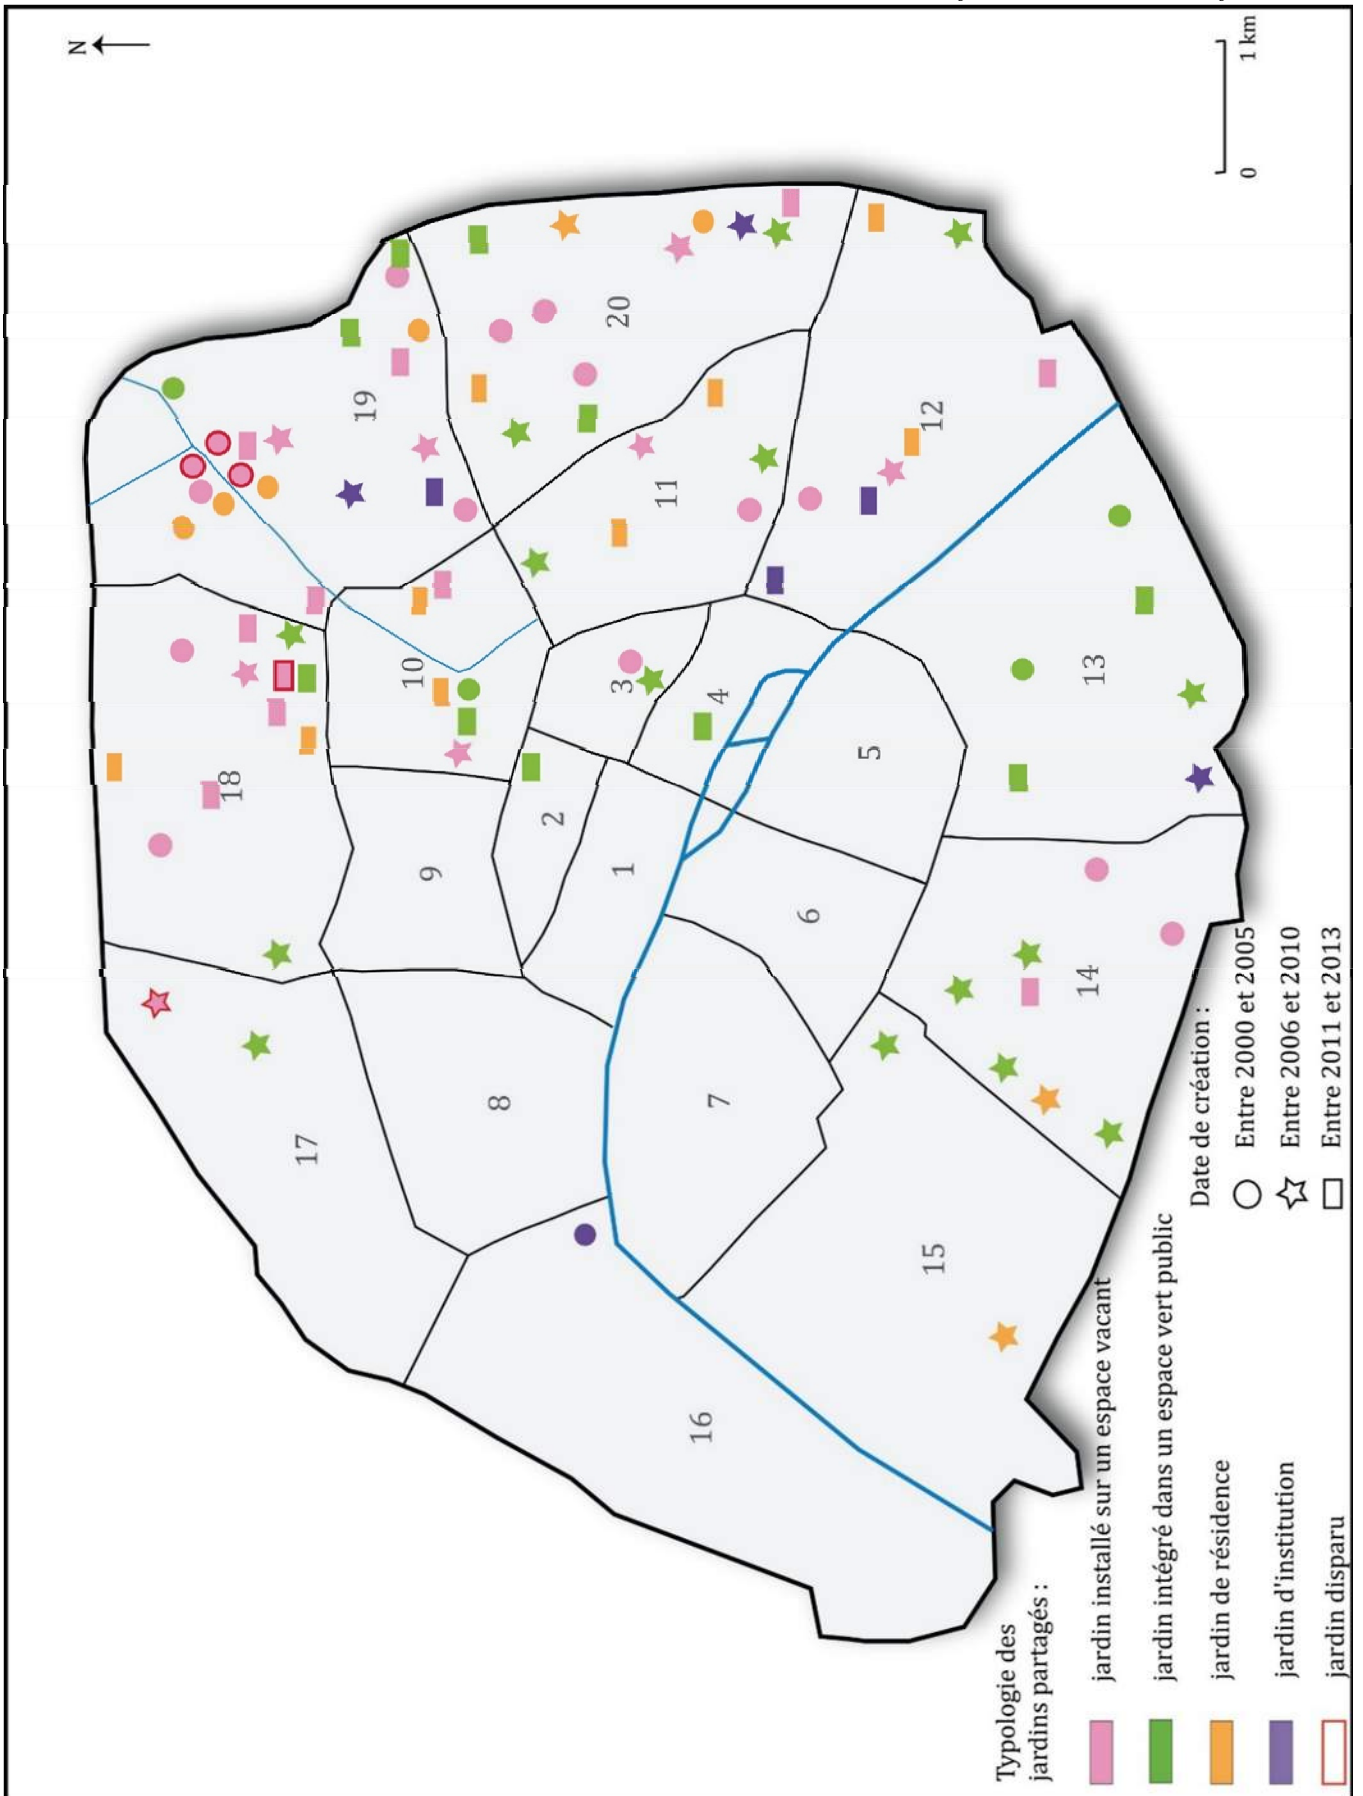 N
0
1 km
18
19
17
10
9
2
8
3
20
1
11
4
16
7
6
5
12
15
14
13
Typologie des
jardins partagés :
jardin installé sur un espace vacant
jardin intégré dans un espace vert public
jardin de résidence
jardin d'institution
jardin disparu
Date de création :
Entre 2000 et 2005
Entre 2006 et 2010
Entre 2011 et 2013